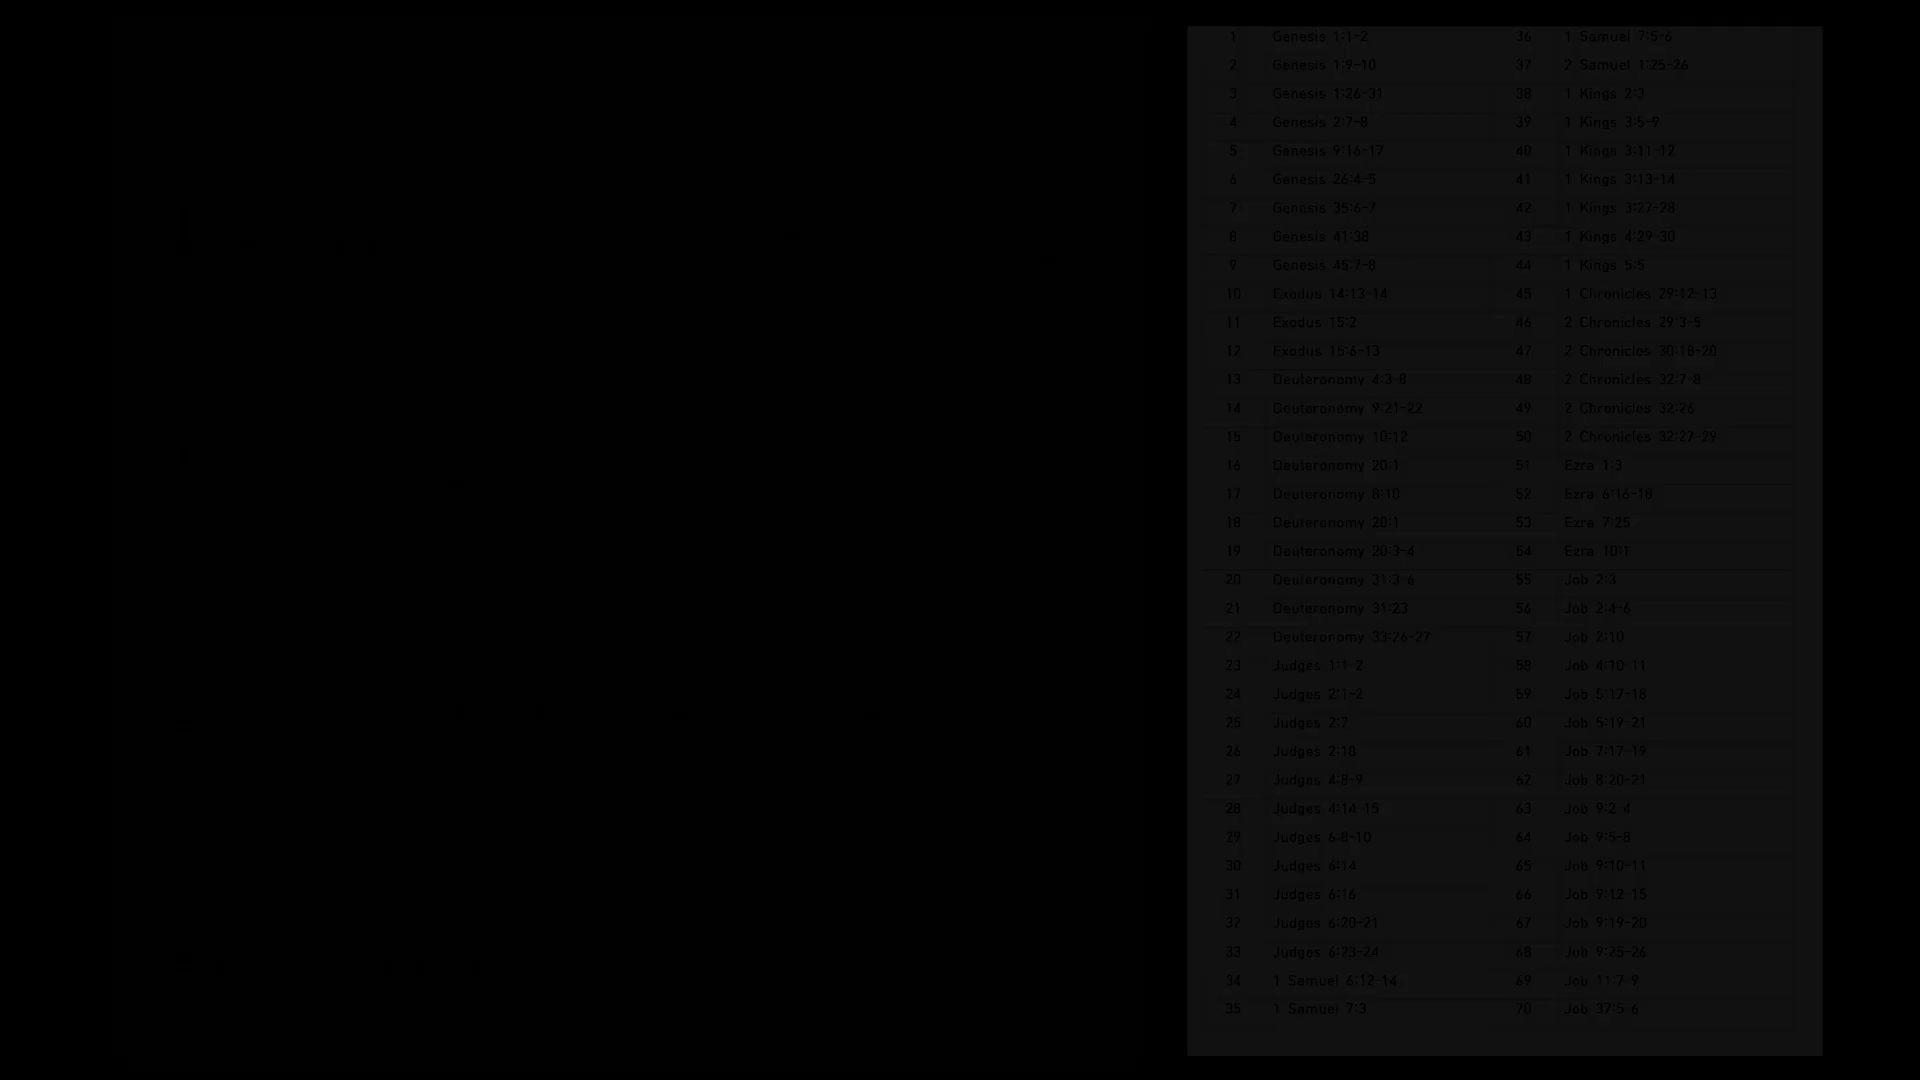 1 Genesis 1:1-2 36 1 Samuel 7:5-6
2 Genesis 1:9-10 37 2 Samuel 1:25-26
3 Genesis 1:26-31 38 1 Kings 2:3
4 Genesis 2:7-8 39 1 Kings 3:5-9
5 Genesis 9:16-17 40 1 Kings 3:11-12
6 Genesis 26:4-5 41 1 Kings 3:13-14
7 Genesis 35:6-7 42 1 Kings 3:27-28
8 Genesis 41:38 43 1 Kings 4:29-30
9 Genesis 45:7-8 44 1 Kings 5:5
10 Exodus 14:13-14 45 1 Chronicles 29:12-13
11 Exodus 15:2 46 2 Chronicles 29:3-5
12 Exodus 15:6-13 47 2 Chronicles 30:18-20
13 Deuteronomy 4:3-8 48 2 Chronicles 32:7-8
14 Deuteronomy 9:21-22 49 2 Chronicles 32:26
15 Deuteronomy 10:12 50 2 Chronicles 32:27-29
16 Deuteronomy 20:1 51 Ezra 1:3
17 Deuteronomy 8:10 52 Ezra 6:16-18
18 Deuteronomy 20:1 53 Ezra 7:25
19 Deuteronomy 20:3-4 54 Ezra 10:1
20 Deuteronomy 31:3-6 55 Job 2:3
21 Deuteronomy 31:23 56 Job 2:4-6
22 Deuteronomy 33:26-27 57 Job 2:10
23 Judges 1:1-2 58 Job 4:10-11
24 Judges 2:1-2 59 Job 5:17-18
25 Judges 2:7 60 Job 5:19-21
26 Judges 2:18 61 Job 7:17-19
27 Judges 4:8-9 62 Job 8:20-21
28 Judges 4:14-15 63 Job 9:2-4
29 Judges 6:8-10 64 Job 9:5-8
30 Judges 6:14 65 Job 9:10-11
31 Judges 6:16 66 Job 9:12-15
32 Judges 6:20-21 67 Job 9:19-20
33 Judges 6:23-24 68 Job 9:25-26
34 1 Samuel 6:12-14 69 Job 11:7-9
35 1 Samuel 7:3 70 Job 37:5-6